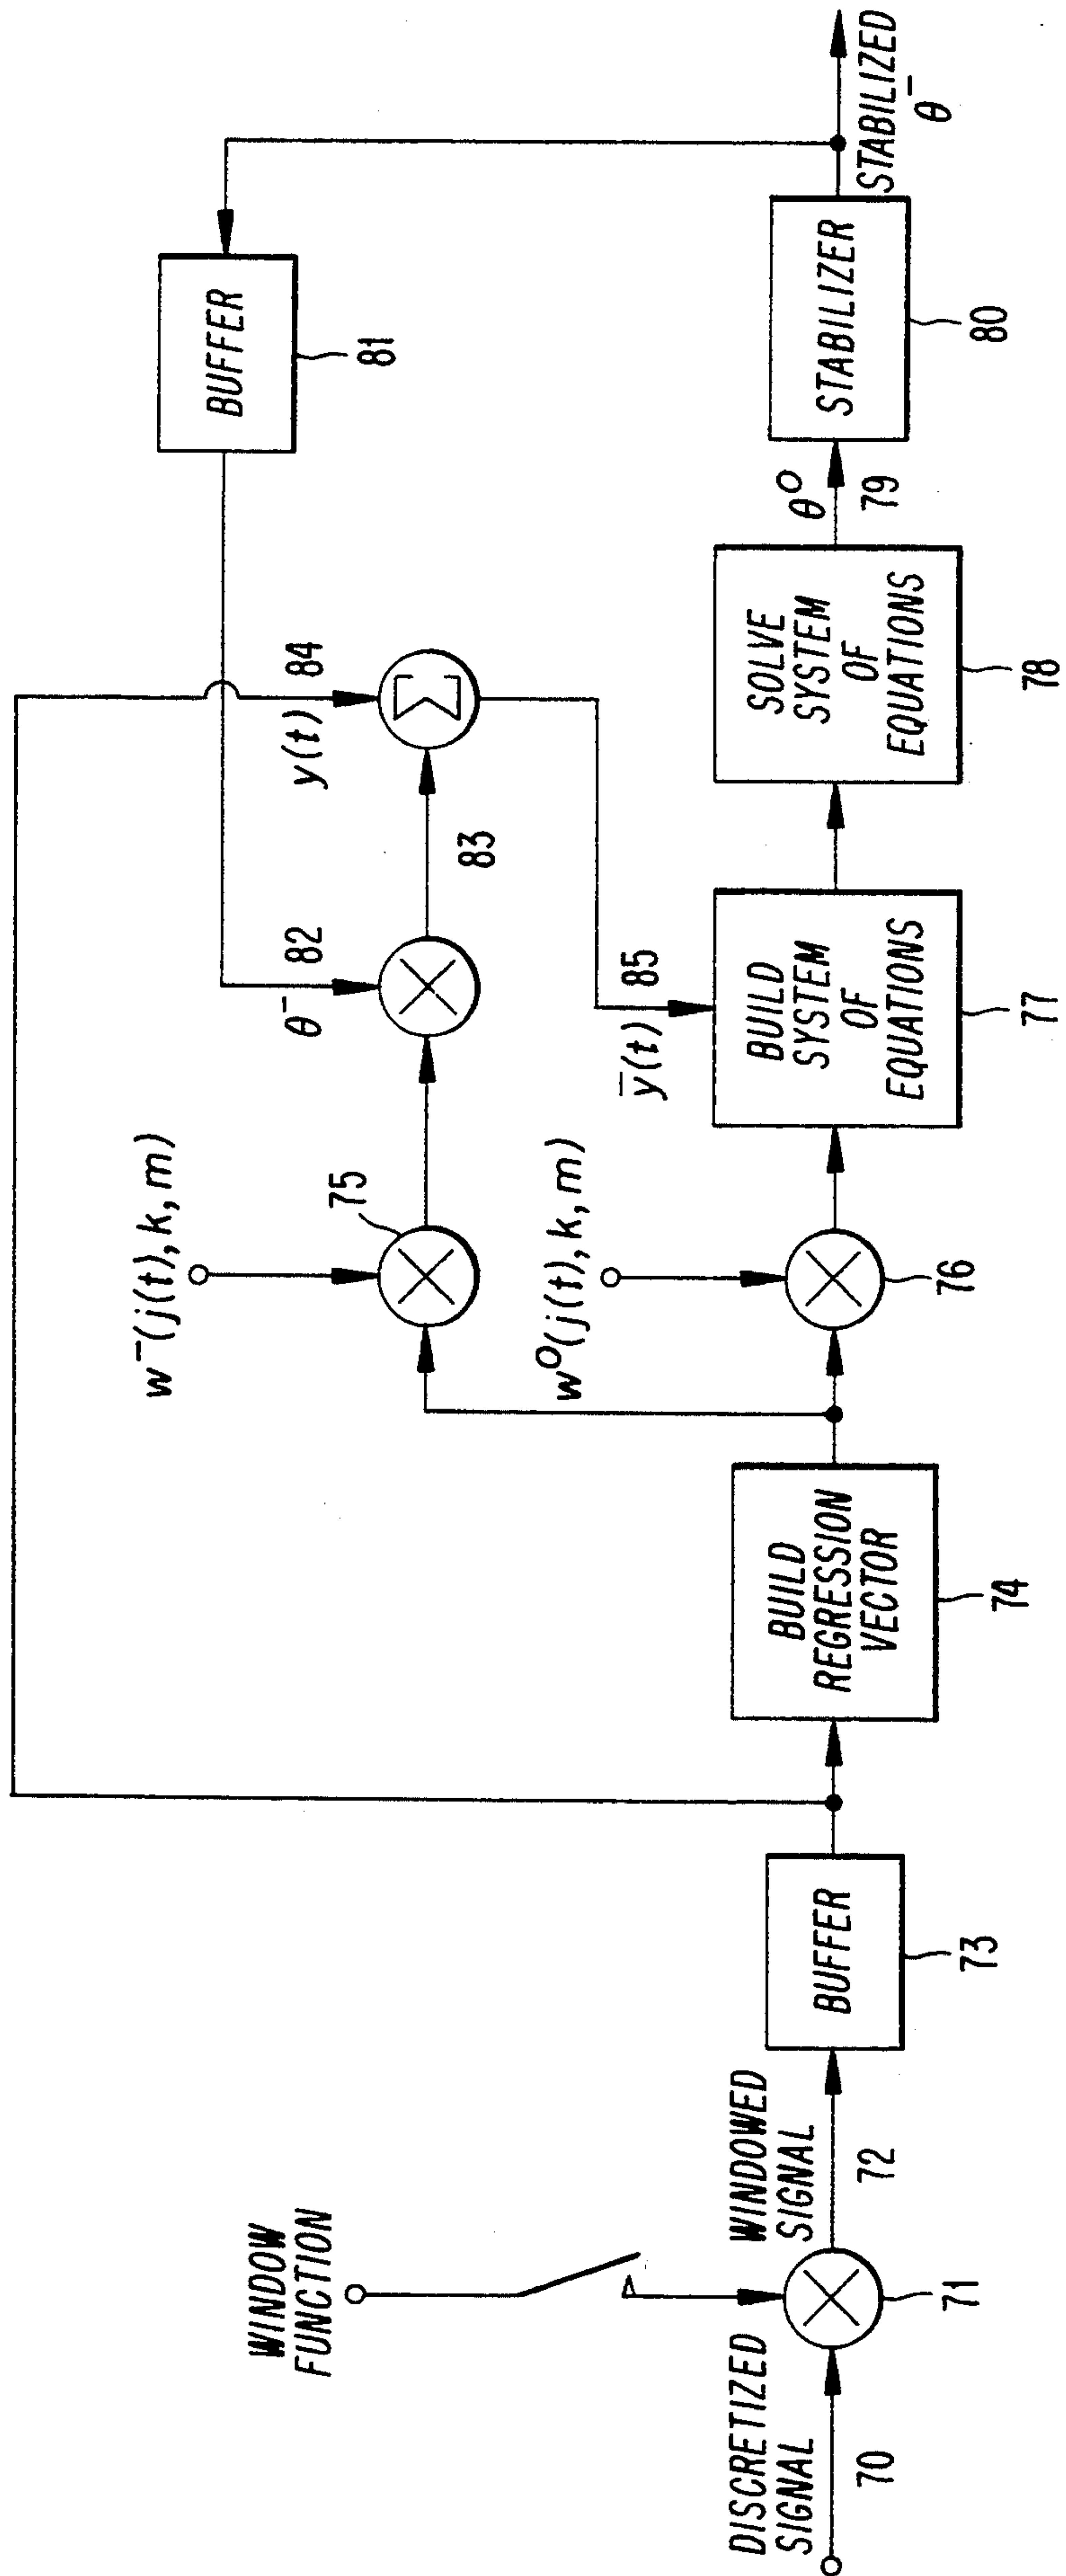 WINDOW
FUNCTION
DISCRETIZED
SIGNAL
70
71
WINDOWED
SIGNAL
72
BUFFER
73
BUILD
REGRESSION
VECTOR
74
w⁻(j(t), k, m)
75
w⁰(j(t), k, m)
76
θ⁻ 82
83
y(t) 84
Σ
ȳ(t) 85
BUILD
SYSTEM
OF
EQUATIONS
77
SOLVE
SYSTEM
OF
EQUATIONS
78
θ⁰
79
BUFFER
81
STABILIZER
80
STABILIZED
θ⁻